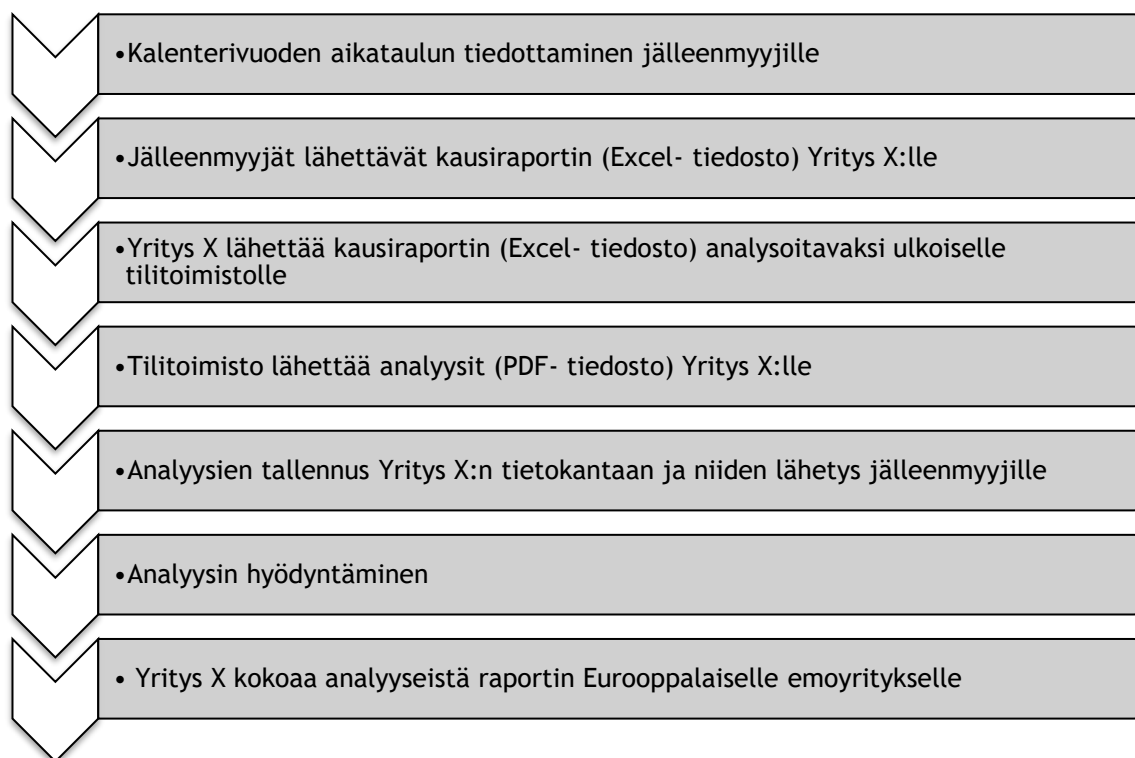 •Kalenterivuoden aikataulun tiedottaminen jälleenmyyjille
•Jälleenmyyjät lähettävät kausiraportin (Excel- tiedosto) Yritys X:lle
•Yritys X lähettää kausiraportin (Excel- tiedosto) analysoitavaksi ulkoiselle
tilitoimistolle
•Tilitoimisto lähettää analyysit (PDF- tiedosto) Yritys X:lle
•Analyysien tallennus Yritys X:n tietokantaan ja niiden lähetys jälleenmyyjille
•Analyysin hyödyntäminen
• Yritys X kokoaa analyyseistä raportin Eurooppalaiselle emoyritykselle